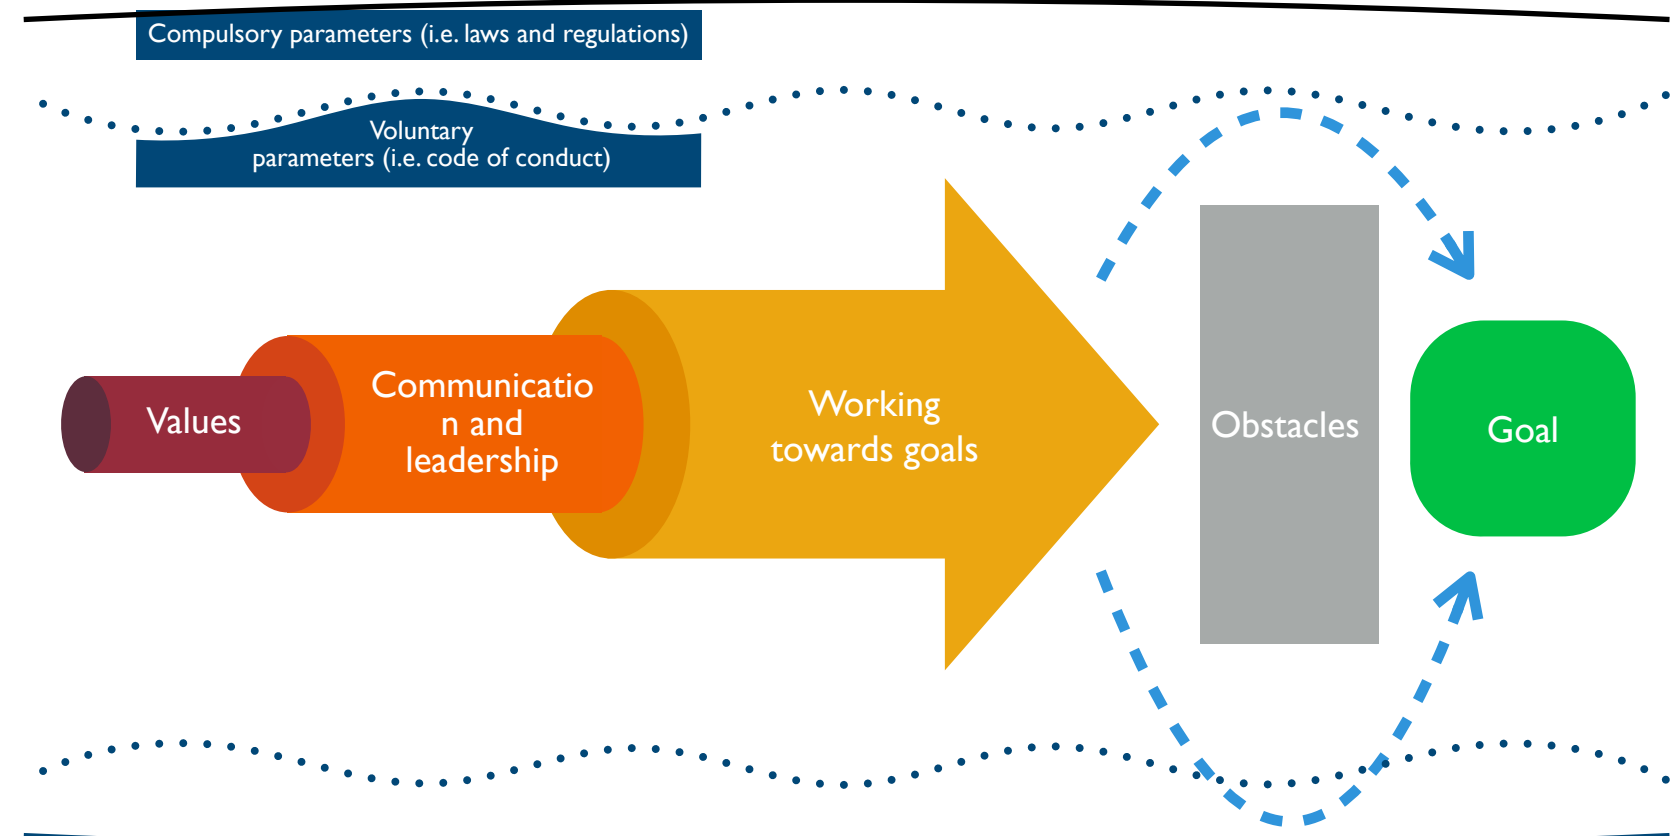 Compulsory parameters (i.e. laws and regulations)
Voluntary
parameters (i.e. code of conduct)
Values
Communicatio
n and
leadership
Working
towards goals
Obstacles
Goal